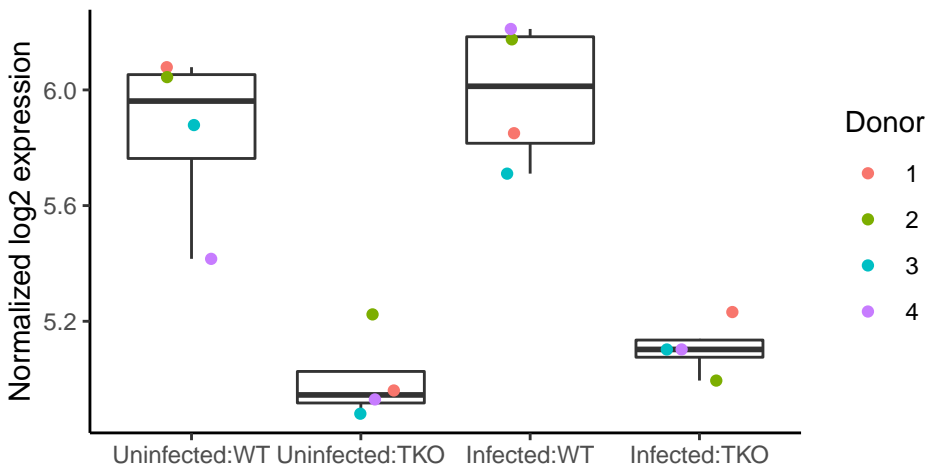 Normalized log2 expression
6.0
5.6
5.2
Uninfected:WT Uninfected:TKO Infected:WT Infected:TKO
Donor
1
2
3
4